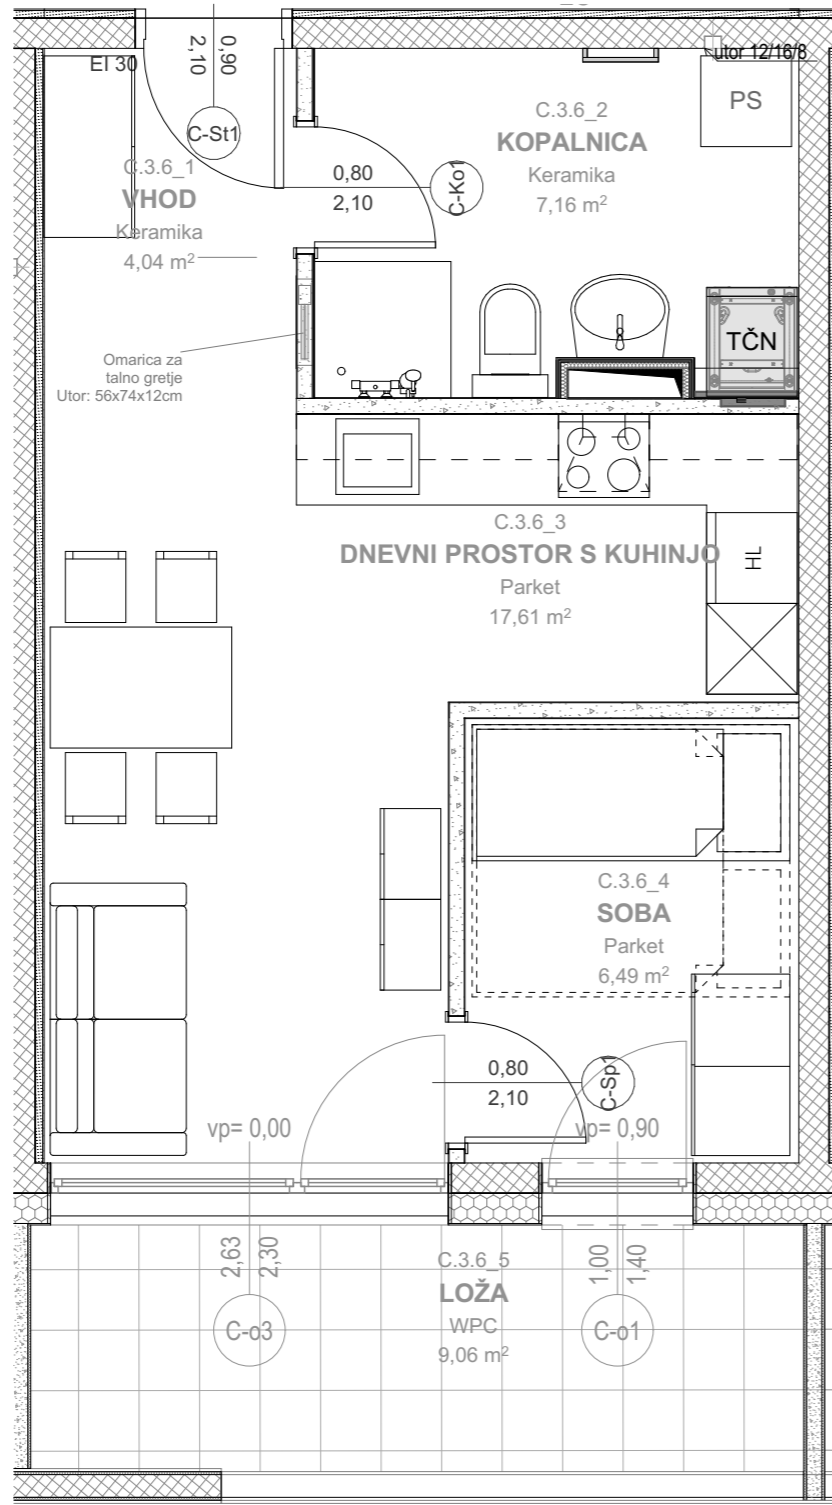 0,90
2,10
EI 30
C-St1
utor 12/16/8
PS
C.3.6_2
KOPALNICA
Keramika
7,16 m²
C.3.6_1
VHOD
Keramika
4,04 m²
0,80
2,10
C-Ko1
Omarica za
talno gretje
Utor: 56x74x12cm
TČN
C.3.6_3
DNEVNI PROSTOR S KUHINJO
Parket
17,61 m²
HL
C.3.6_4
SOBA
Parket
6,49 m²
0,80
2,10
C-Sp1
vp= 0,00
vp= 0,90
2,63
2,30
C-o3
C.3.6_5
LOŽA
WPC
9,06 m²
1,00
1,40
C-o1